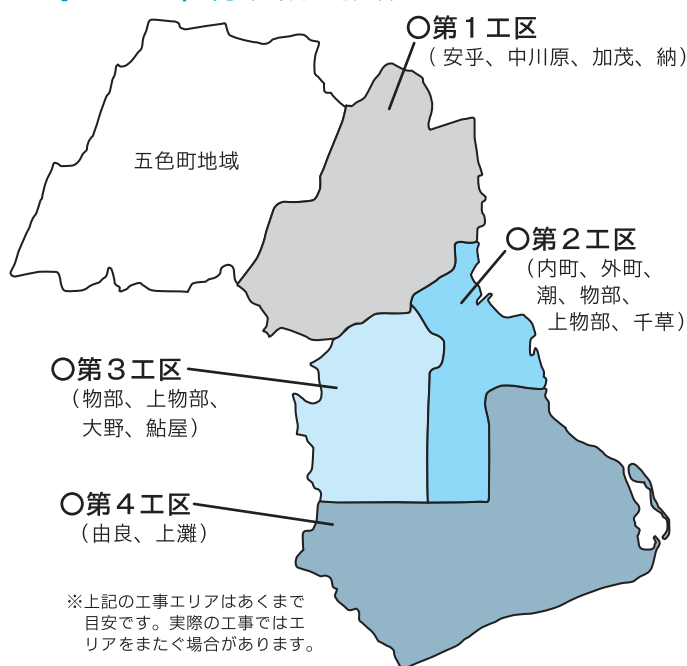 ○第1工区
（安乎、中川原、加茂、納）
五色町地域
○第2工区
（内町、外町、
潮、物部、
上物部、千草）
○第3工区
（物部、上物部、
大野、鮎屋）
○第4工区
（由良、上灘）
※上記の工事エリアはあくまで
目安です。実際の工事ではエ
リアをまたぐ場合があります。